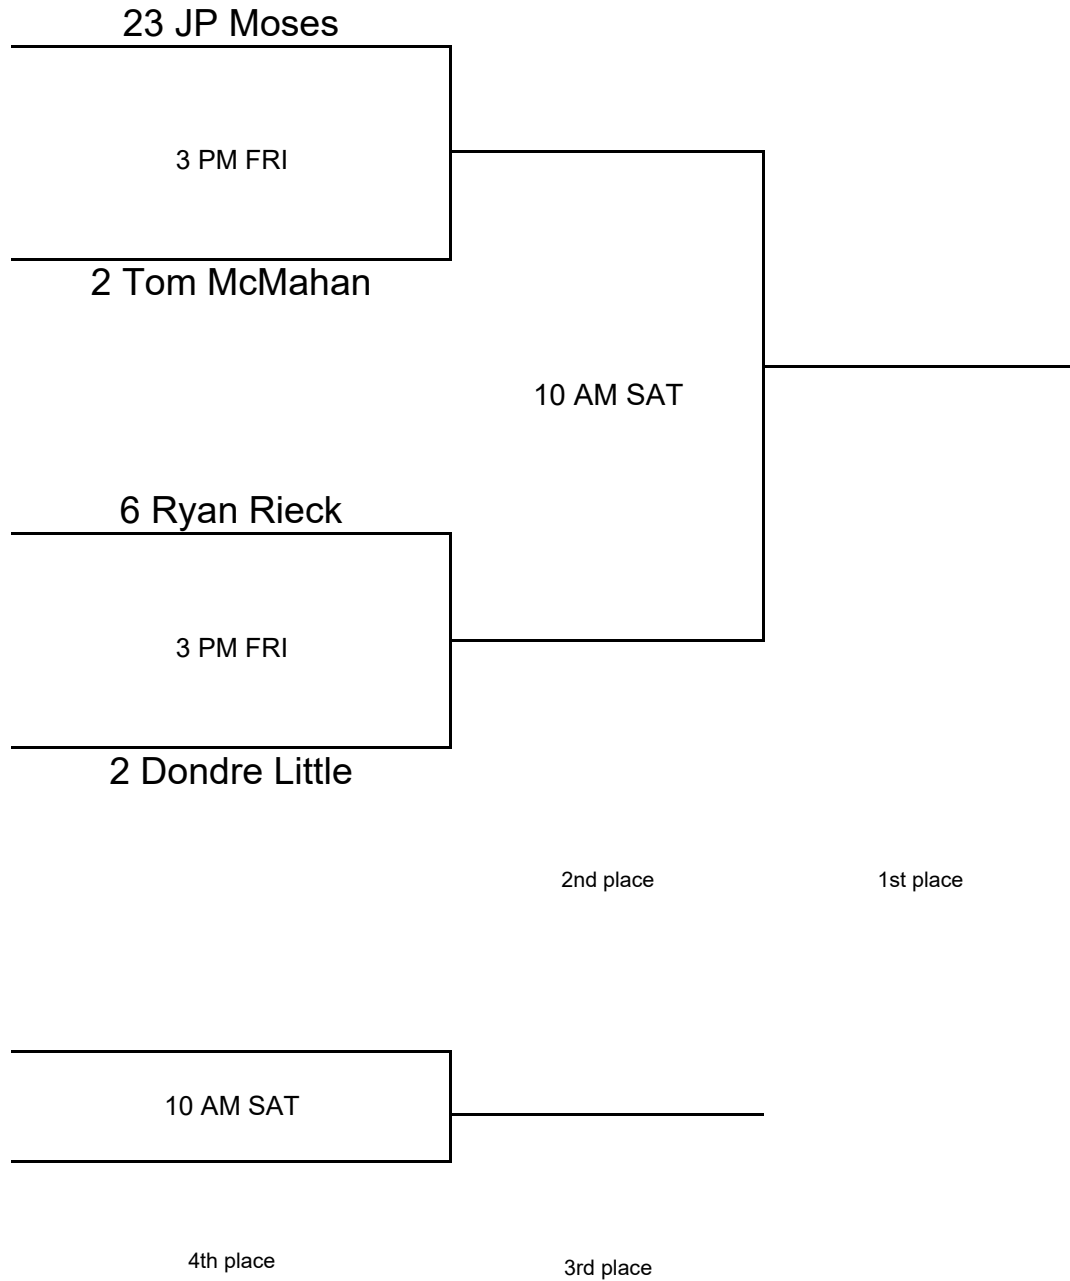 23 JP Moses
3 PM FRI
2 Tom McMahan
10 AM SAT
6 Ryan Rieck
3 PM FRI
2 Dondre Little
2nd place
1st place
10 AM SAT
4th place
3rd place